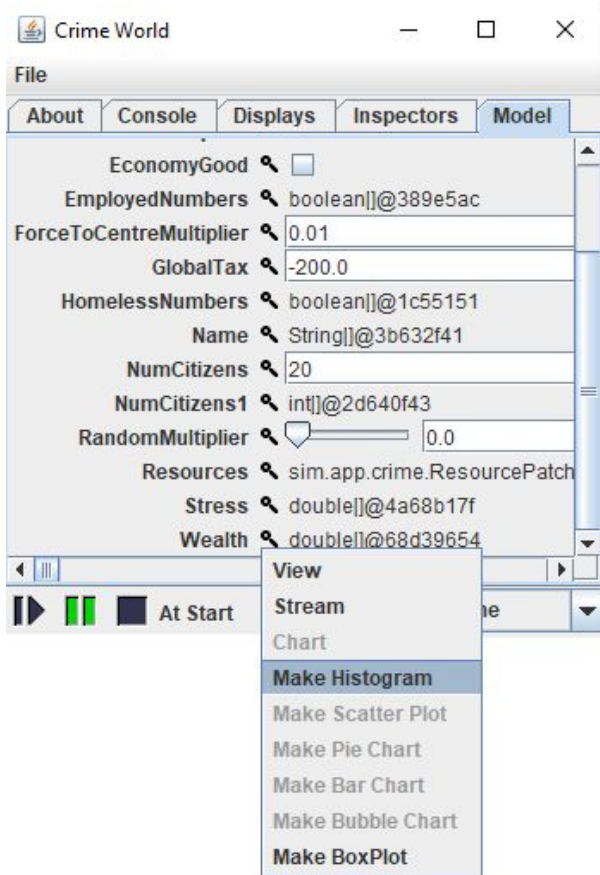 Crime World
File
About Console Displays Inspectors Model
EconomyGood
EmployedNumbers boolean[]@389e5ac
ForceToCentreMultiplier 0.01
GlobalTax -200.0
HomelessNumbers boolean[]@1c55151
Name String[]@3b632f41
NumCitizens 20
NumCitizens1 int[]@2d640f43
RandomMultiplier 0.0
Resources sim.app.crime.ResourcePatch
Stress double[]@4a68b17f
Wealth double[]@68d39654
At Start
View
Stream
Chart
Make Histogram
Make Scatter Plot
Make Pie Chart
Make Bar Chart
Make Bubble Chart
Make BoxPlot